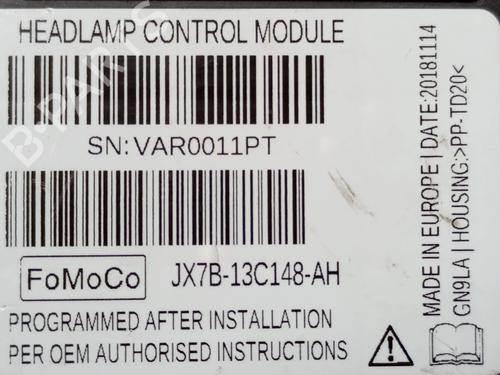 HEADLAMP CONTROL MODULE
SN: VAR0011PT
FoMoCo
JX7B-13C148-AH
PROGRAMMED AFTER INSTALLATION
PER OEM AUTHORISED INSTRUCTIONS
MADE IN EUROPE | DATE:20181114
GN9LA | HOUSING:>PP-TD20<
B-PARTS